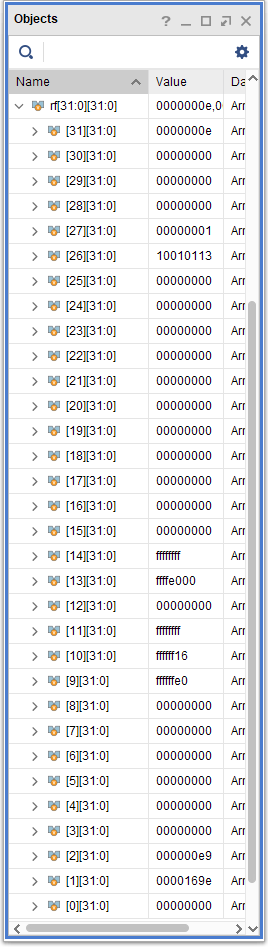 Objects
Name Value Da
rf[31:0][31:0] 0000000e,0 Arr
[31][31:0] 0000000e Arr
[30][31:0] 00000000 Arr
[29][31:0] 00000000 Arr
[28][31:0] 00000000 Arr
[27][31:0] 00000001 Arr
[26][31:0] 10010113 Arr
[25][31:0] 00000000 Arr
[24][31:0] 00000000 Arr
[23][31:0] 00000000 Arr
[22][31:0] 00000000 Arr
[21][31:0] 00000000 Arr
[20][31:0] 00000000 Arr
[19][31:0] 00000000 Arr
[18][31:0] 00000000 Arr
[17][31:0] 00000000 Arr
[16][31:0] 00000000 Arr
[15][31:0] 00000000 Arr
[14][31:0] ffffffff Arr
[13][31:0] ffffe000 Arr
[12][31:0] 00000000 Arr
[11][31:0] ffffffff Arr
[10][31:0] ffffff16 Arr
[9][31:0] ffffffe0 Arr
[8][31:0] 00000000 Arr
[7][31:0] 00000000 Arr
[6][31:0] 00000000 Arr
[5][31:0] 00000000 Arr
[4][31:0] 00000000 Arr
[3][31:0] 00000000 Arr
[2][31:0] 000000e9 Arr
[1][31:0] 0000169e Arr
[0][31:0] 00000000 Arr